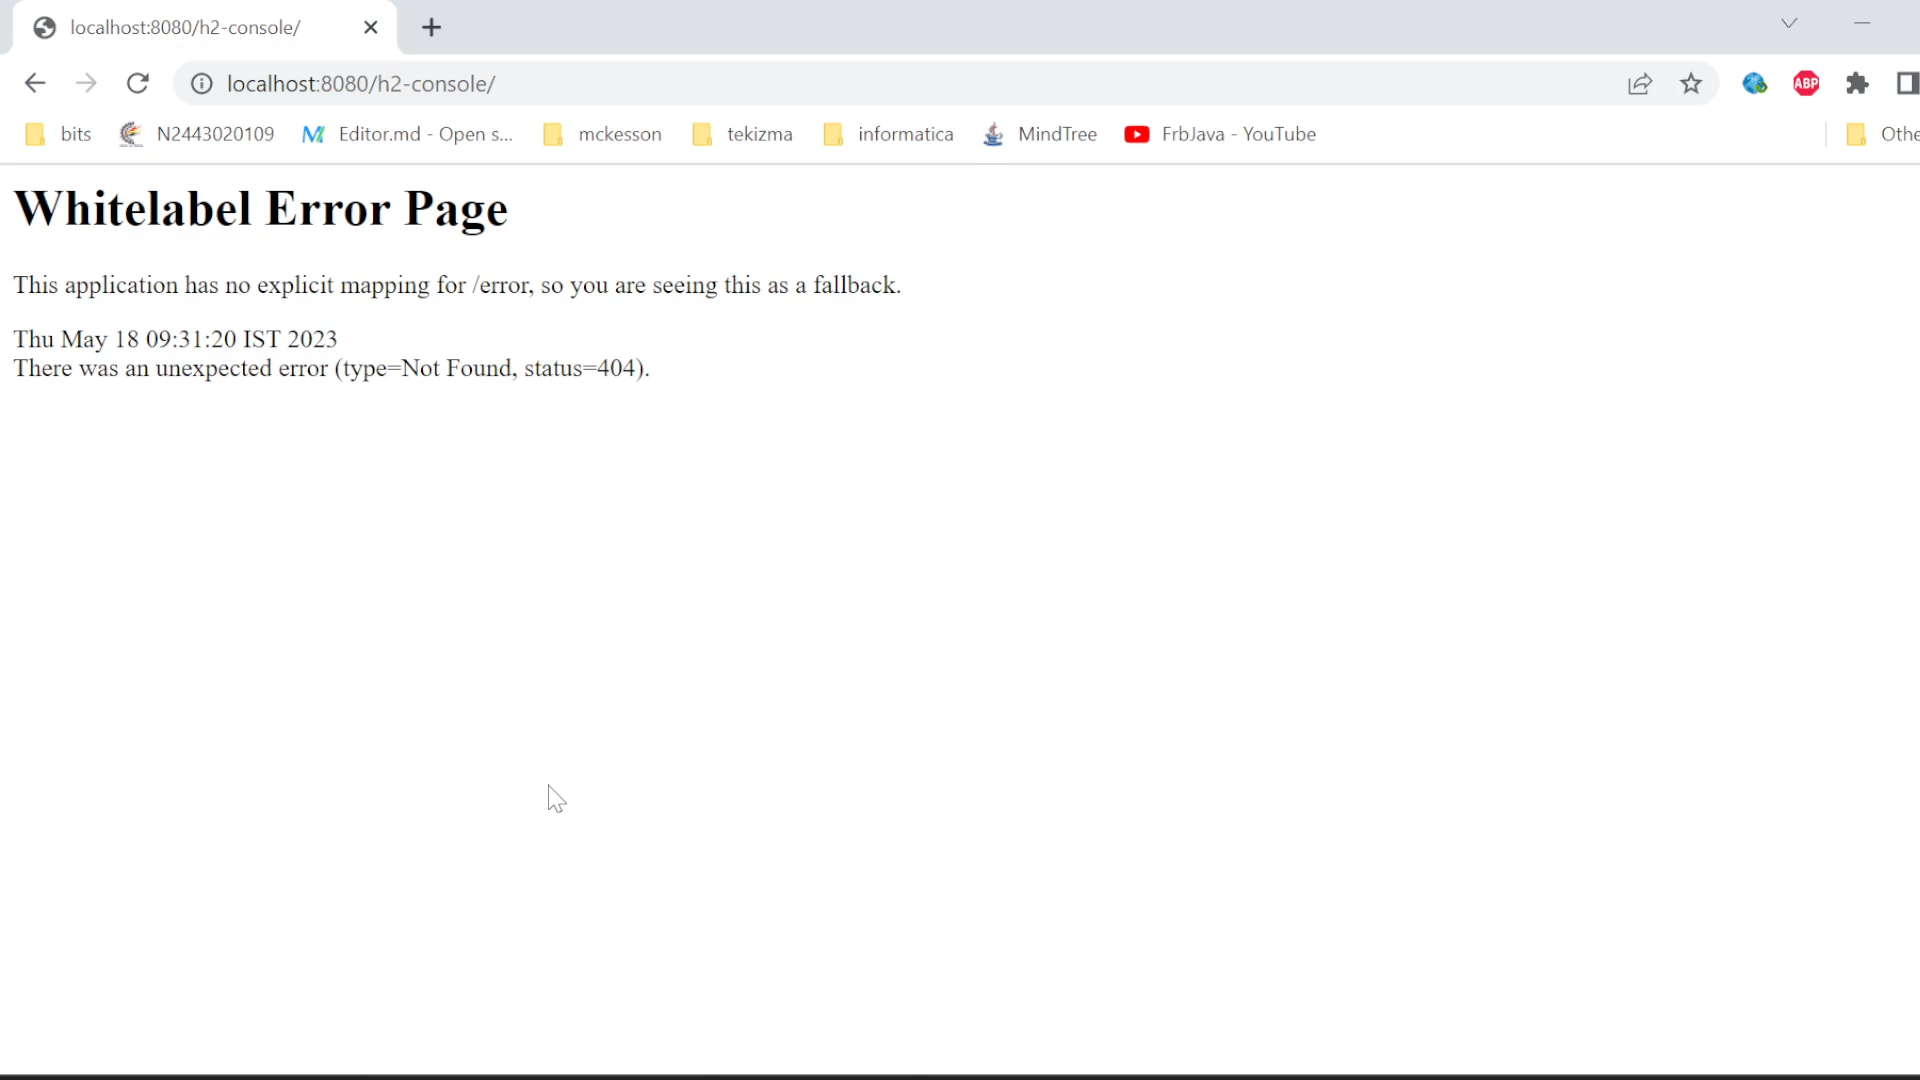 localhost:8080/h2-console/
localhost:8080/h2-console/
ABP
bits N2443020109 Editor.md - Open s... mckesson tekizma informatica MindTree FrbJava - YouTube Othe
Whitelabel Error Page
This application has no explicit mapping for /error, so you are seeing this as a fallback.
Thu May 18 09:31:20 IST 2023
There was an unexpected error (type=Not Found, status=404).